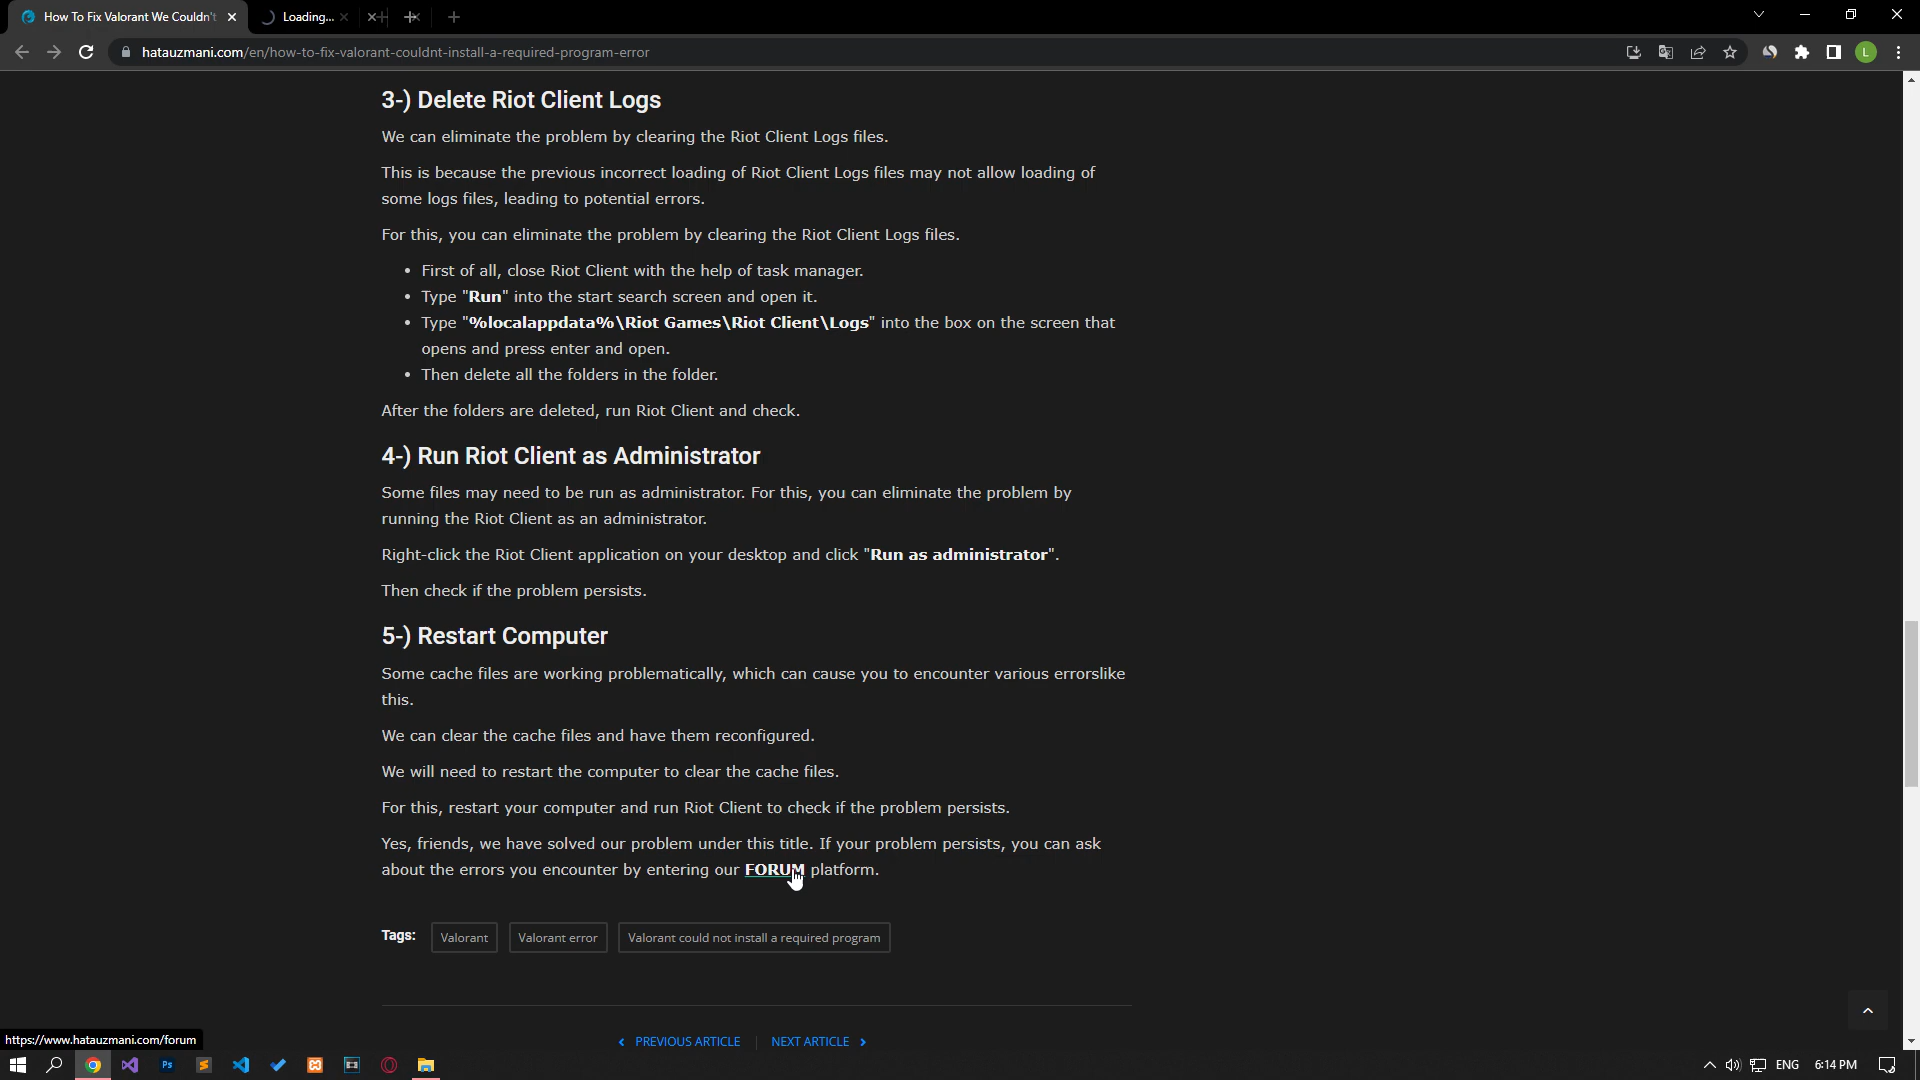 How To Fix Valorant We Couldn't
Loading...
hatauzmani.com/en/how-to-fix-valorant-couldnt-install-a-required-program-error
L
3-) Delete Riot Client Logs
We can eliminate the problem by clearing the Riot Client Logs files.
This is because the previous incorrect loading of Riot Client Logs files may not allow loading of
some logs files, leading to potential errors.
For this, you can eliminate the problem by clearing the Riot Client Logs files.
• First of all, close Riot Client with the help of task manager.
• Type "Run" into the start search screen and open it.
• Type "%localappdata%\Riot Games\Riot Client\Logs" into the box on the screen that
opens and press enter and open.
• Then delete all the folders in the folder.
After the folders are deleted, run Riot Client and check.
4-) Run Riot Client as Administrator
Some files may need to be run as administrator. For this, you can eliminate the problem by
running the Riot Client as an administrator.
Right-click the Riot Client application on your desktop and click "Run as administrator".
Then check if the problem persists.
5-) Restart Computer
Some cache files are working problematically, which can cause you to encounter various errorslike
this.
We can clear the cache files and have them reconfigured.
We will need to restart the computer to clear the cache files.
For this, restart your computer and run Riot Client to check if the problem persists.
Yes, friends, we have solved our problem under this title. If your problem persists, you can ask
about the errors you encounter by entering our FORUM platform.
Tags: Valorant Valorant error Valorant could not install a required program
PREVIOUS ARTICLE NEXT ARTICLE
https://www.hatauzmani.com/forum
Ps
ENG 6:14 PM